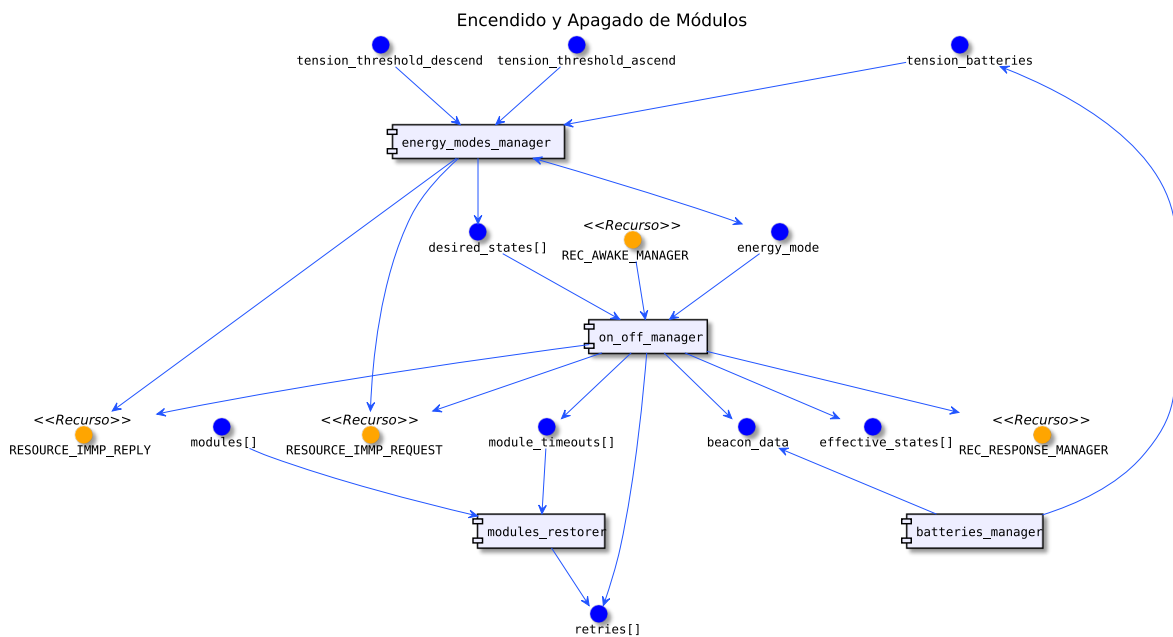 Encendido y Apagado de Módulos
tension_threshold_descend
tension_threshold_ascend
tension_batteries
energy_modes_manager
desired_states[]
<<Recurso>>
REC_AWAKE_MANAGER
energy_mode
on_off_manager
<<Recurso>>
RESOURCE_IMMP_REPLY
modules[]
<<Recurso>>
RESOURCE_IMMP_REQUEST
module_timeouts[]
beacon_data
effective_states[]
<<Recurso>>
REC_RESPONSE_MANAGER
modules_restorer
batteries_manager
retries[]